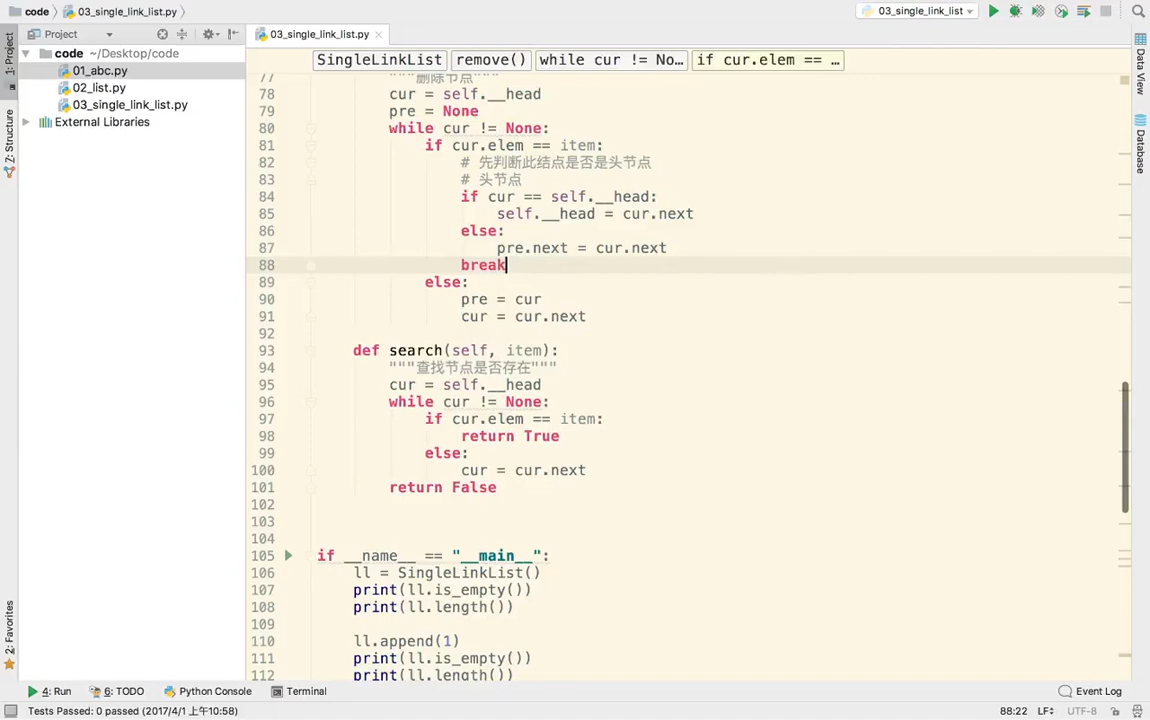 code 03_single_link_list.py 03_single_link_list
Project 03_single_link_list.py
SingleLinkList remove() while cur != No... if cur.elem == ...
code ~/Desktop/code
01_abc.py
02_list.py
03_single_link_list.py
External Libraries
1: Project
7: Structure
2: Favorites
Data View
Database
77 """删除节点"""
78 cur = self.__head
79 pre = None
80 while cur != None:
81 if cur.elem == item:
82 # 先判断此结点是否是头节点
83 # 头节点
84 if cur == self.__head:
85 self.__head = cur.next
86 else:
87 pre.next = cur.next
88 break
89 else:
90 pre = cur
91 cur = cur.next
92
93 def search(self, item):
94 """查找节点是否存在"""
95 cur = self.__head
96 while cur != None:
97 if cur.elem == item:
98 return True
99 else:
100 cur = cur.next
101 return False
102
103
104
105 if __name__ == "__main__":
106 ll = SingleLinkList()
107 print(ll.is_empty())
108 print(ll.length())
109
110 ll.append(1)
111 print(ll.is_empty())
112 print(ll.length())
4: Run 6: TODO Python Console Terminal Event Log
Tests Passed: 0 passed (2017/4/1 上午10:58) 88:22 LF UTF-8